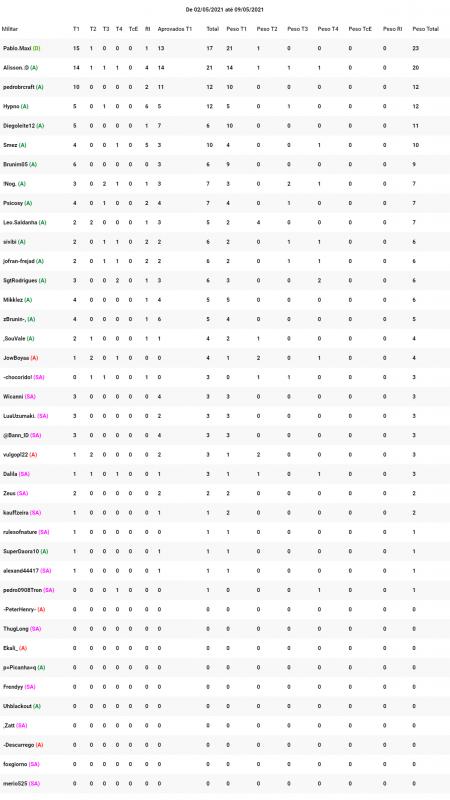 De 02/05/2021 até 09/05/2021
Militar T1 T2 T3 T4 TcE RI Aprovados T1 Total Peso T1 Peso T2 Peso T3 Peso T4 Peso TcE Peso RI Peso Total
Pablo.Maxi (D) 15 1 0 0 0 1 13 17 21 1 0 0 0 0 23
Alisson.:D (A) 14 1 1 1 0 4 14 21 14 1 1 1 0 0 20
pedrobrcraft (A) 10 0 0 0 0 2 11 12 10 0 0 0 0 0 12
Hypno (A) 5 0 1 0 0 6 5 12 5 0 1 0 0 0 12
Diegoleite12 (A) 5 0 0 0 0 1 7 6 10 0 0 0 0 0 11
Smez (A) 4 0 0 1 0 5 3 10 4 0 0 1 0 0 10
Brunim05 (A) 6 0 0 0 0 0 3 6 9 0 0 0 0 0 9
!Nog. (A) 3 0 2 1 0 1 3 7 3 0 2 1 0 0 7
Psicosy (A) 4 0 1 0 0 2 4 7 4 0 1 0 0 0 7
Leo.Saldanha (A) 2 2 0 0 0 1 3 5 2 4 0 0 0 0 7
sivibi (A) 2 0 1 1 0 2 2 6 2 0 1 1 0 0 6
jofran-frejad (A) 2 0 1 1 0 2 2 6 2 0 1 1 0 0 6
SgtRodrigues (A) 3 0 0 2 0 1 3 6 3 0 0 2 0 0 6
Mikklez (A) 4 0 0 0 0 1 4 5 5 0 0 0 0 0 6
zBrunin-, (A) 4 0 0 0 0 1 6 5 4 0 0 0 0 0 5
,SouVale (A) 2 1 0 0 0 1 1 4 2 1 0 0 0 0 4
JowBoyaa (A) 1 2 0 1 0 0 0 4 1 2 0 1 0 0 4
-chocorido! (SA) 0 1 1 0 0 1 0 3 0 1 1 0 0 0 3
Wicanni (SA) 3 0 0 0 0 0 4 3 3 0 0 0 0 0 3
LuaUzumaki. (SA) 3 0 0 0 0 0 2 3 3 0 0 0 0 0 3
@Bann_ID (SA) 3 0 0 0 0 0 4 3 3 0 0 0 0 0 3
vulgopl22 (A) 1 2 0 0 0 0 2 3 1 2 0 0 0 0 3
Dalila (SA) 1 1 0 1 0 0 1 3 1 1 0 1 0 0 3
Zeus (SA) 2 0 0 0 0 0 2 2 2 0 0 0 0 0 2
kauffzeira (SA) 1 0 0 0 0 0 1 1 2 0 0 0 0 0 2
rulesofnature (SA) 1 0 0 0 0 0 0 1 1 0 0 0 0 0 1
SuperDaora10 (A) 1 0 0 0 0 0 1 1 1 0 0 0 0 0 1
alexand44417 (SA) 1 0 0 0 0 0 1 1 1 0 0 0 0 0 1
pedro0908Tron (SA) 0 0 0 1 0 0 0 1 0 0 0 1 0 0 1
-PeterHenry- (A) 0 0 0 0 0 0 0 0 0 0 0 0 0 0 0
ThugLong (SA) 0 0 0 0 0 0 0 0 0 0 0 0 0 0 0
Ekail_ (A) 0 0 0 0 0 0 0 0 0 0 0 0 0 0 0
p=Picanha=q (A) 0 0 0 0 0 0 0 0 0 0 0 0 0 0 0
Frendyy (SA) 0 0 0 0 0 0 0 0 0 0 0 0 0 0 0
Uhblackout (A) 0 0 0 0 0 0 0 0 0 0 0 0 0 0 0
,Zatt (SA) 0 0 0 0 0 0 0 0 0 0 0 0 0 0 0
-Descurrego (A) 0 0 0 0 0 0 0 0 0 0 0 0 0 0 0
foxgiorno (SA) 0 0 0 0 0 0 0 0 0 0 0 0 0 0 0
merio525 (SA) 0 0 0 0 0 0 0 0 0 0 0 0 0 0 0